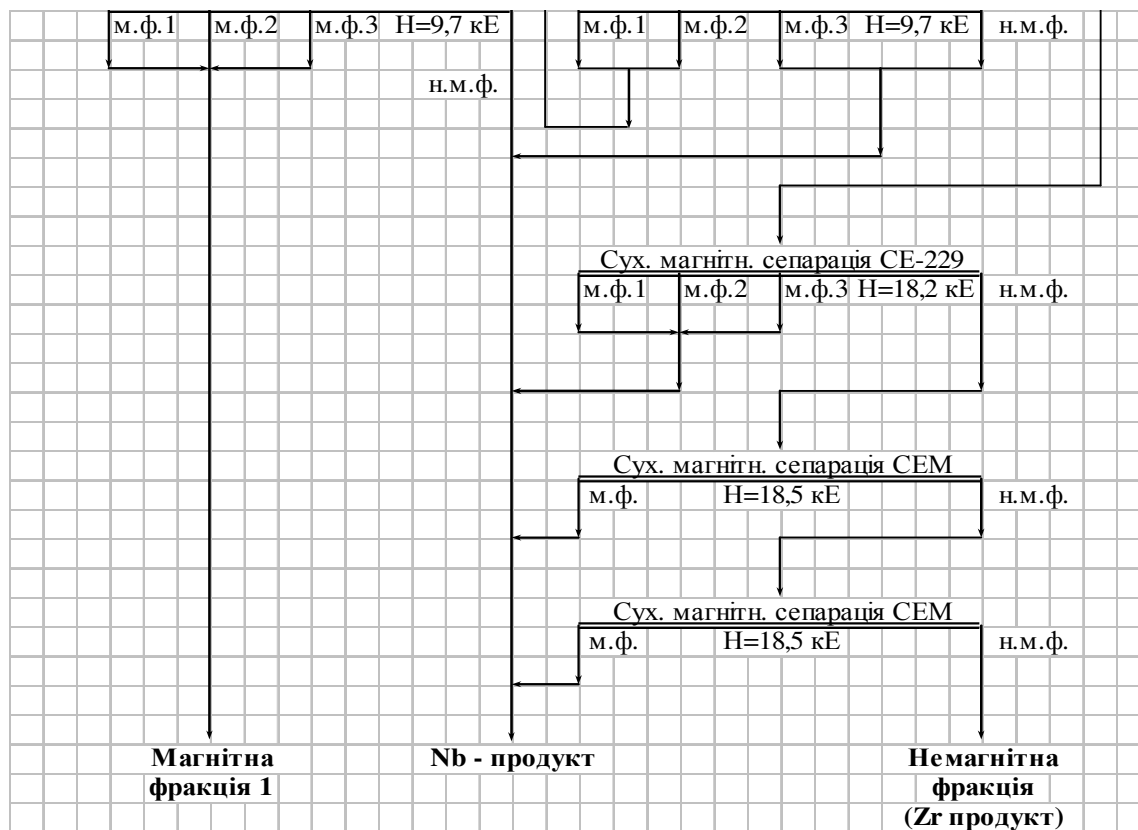 м.ф.1 м.ф.2 м.ф.3 H=9,7 кЕ м.ф.1 м.ф.2 м.ф.3 H=9,7 кЕ н.м.ф.
н.м.ф.
Сух. магнітн. сепарація СЕ-229
м.ф.1 м.ф.2 м.ф.3 H=18,2 кЕ н.м.ф.
Сух. магнітн. сепарація СЕМ
м.ф. H=18,5 кЕ н.м.ф.
Сух. магнітн. сепарація СЕМ
м.ф. H=18,5 кЕ н.м.ф.
Магнітна Nb - продукт Немагнітна
фракція 1 фракція
(Zr продукт)